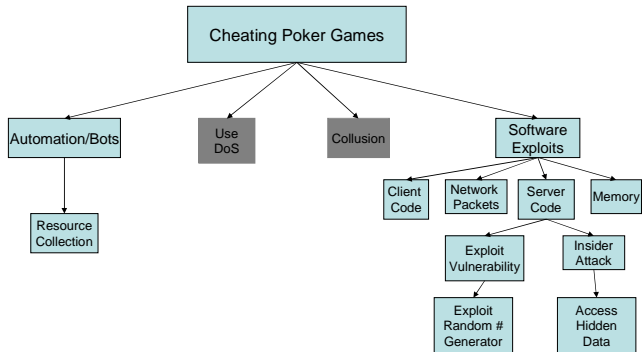 Cheating Poker Games
Automation/Bots
Use
DoS
Collusion
Software
Exploits
Client
Code
Network
Packets
Server
Code
Memory
Resource
Collection
Exploit
Vulnerability
Insider
Attack
Exploit
Random #
Generator
Access
Hidden
Data